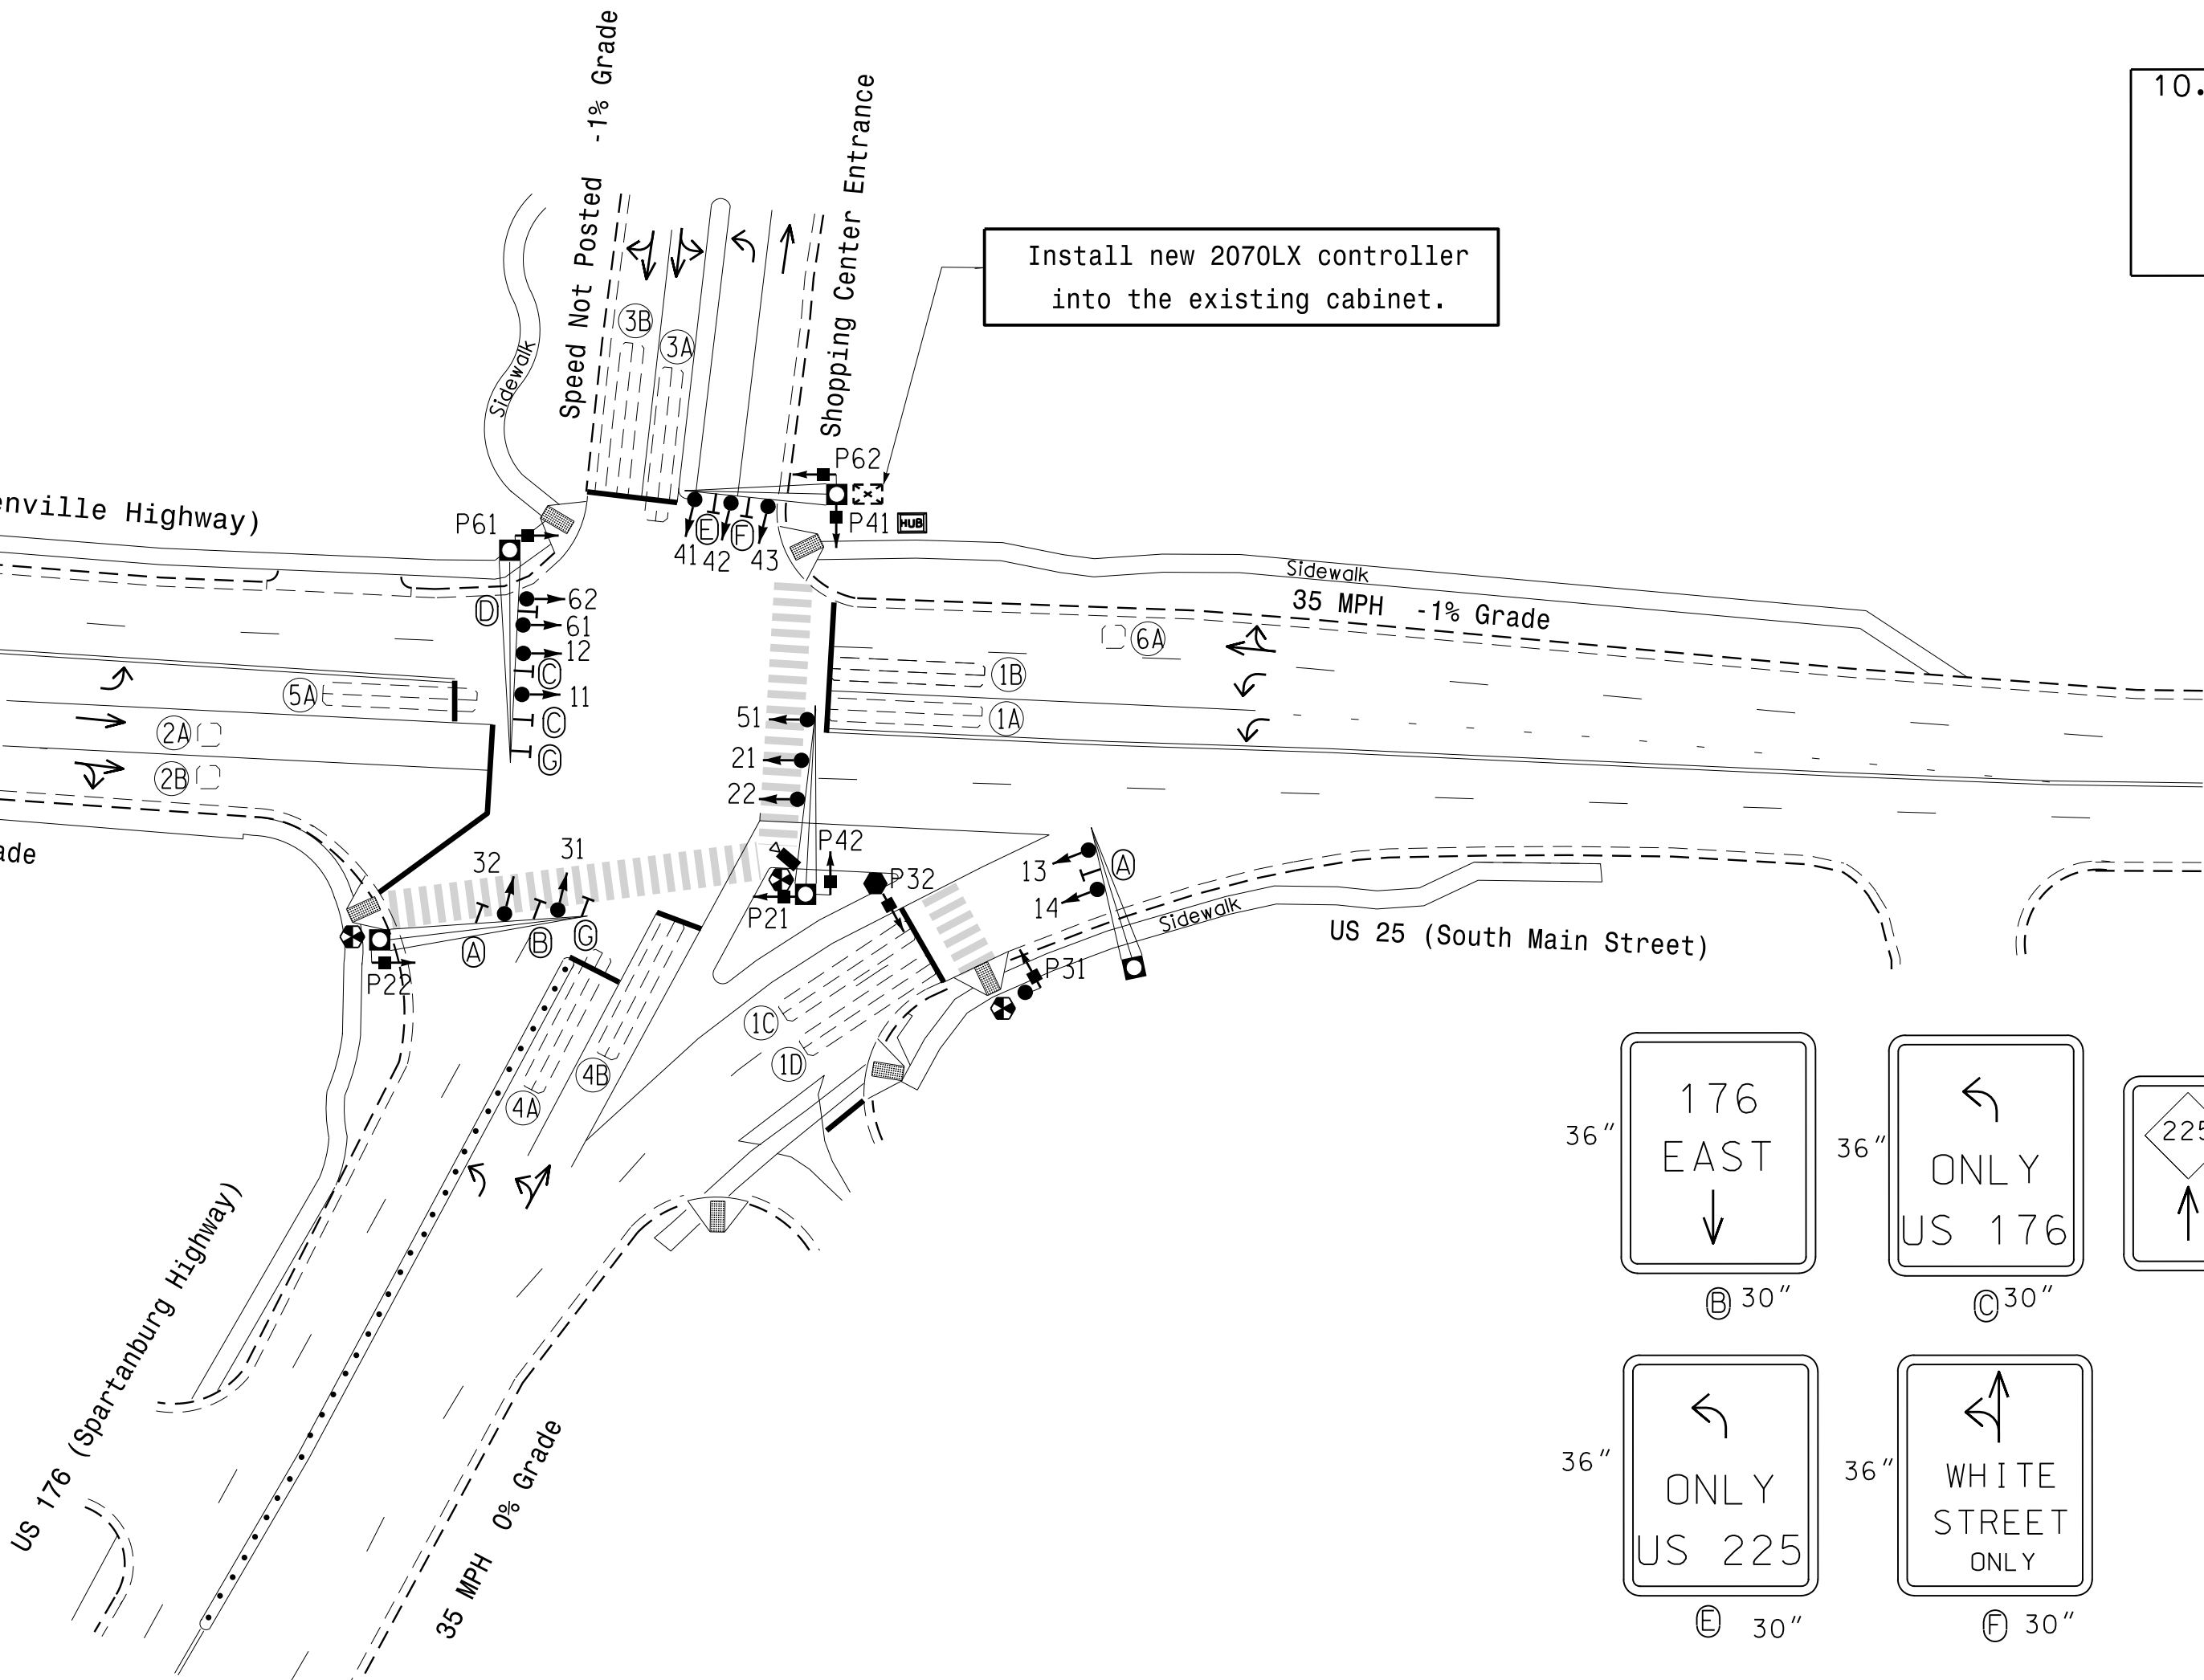 10.
Speed Not Posted -1% Grade
Shopping Center Entrance
Install new 2070LX controller
into the existing cabinet.
3B
3A
Sidewalk
P62
P41
HUB
enville Highway)
P61
E
F
41
42
43
D
62
61
12
C
11
C
G
Sidewalk
35 MPH -1% Grade
6A
1B
1A
5A
2A
2B
51
21
22
ade
32
31
P42
P21
P32
13
A
14
Sidewalk
US 25 (South Main Street)
P22
A
B
G
P31
1C
1D
4B
4A
US 176 (Spartanburg Highway)
35 MPH 0% Grade
176
EAST
36"
B 30"
ONLY
US 176
36"
C 30"
225
ONLY
US 225
36"
E 30"
WHITE
STREET
ONLY
36"
F 30"